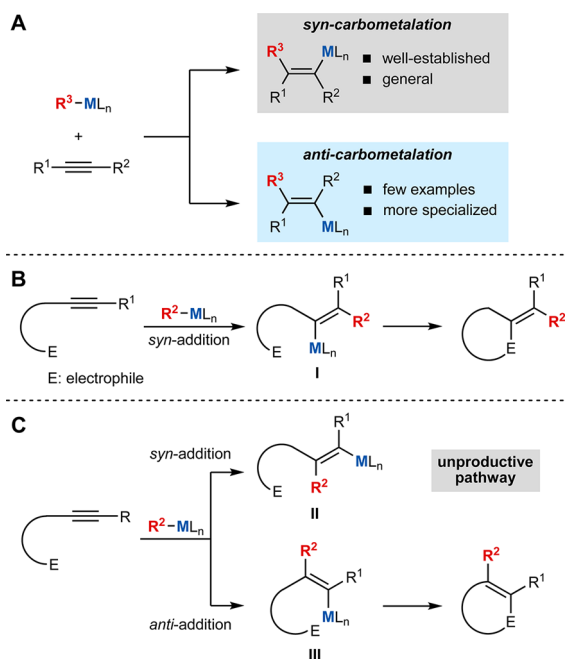 A
R³–MLn
+
R¹
R²
syn-carbometalation
R³
MLn
R¹
R²
■ well-established
■ general
anti-carbometalation
R³
R²
R¹
MLn
■ few examples
■ more specialized
B
R¹
E
E: electrophile
R²–MLn
syn-addition
R¹
R²
E
MLn
I
R¹
R²
E
C
R
E
R²–MLn
syn-addition
R¹
MLn
E
R²
II
unproductive
pathway
anti-addition
R²
R¹
E
MLn
III
R²
R¹
E